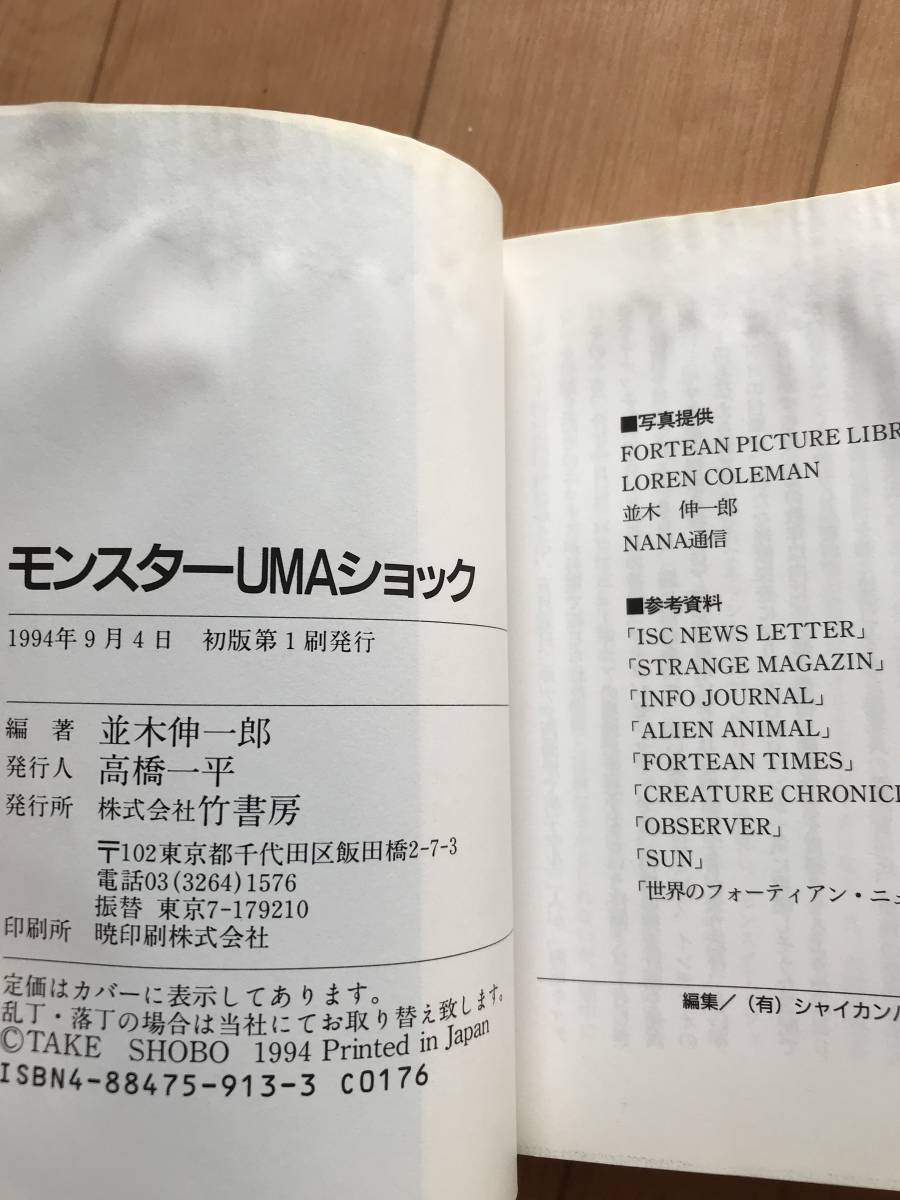 モンスターUMAショック
1994年9月4日 初版第1刷発行
編著 並木伸一郎
発行人 高橋一平
発行所 株式会社竹書房
〒102東京都千代田区飯田橋2-7-3
電話03(3264)1576
振替 東京7-179210
印刷所 暁印刷株式会社
定価はカバーに表示してあります。
乱丁・落丁の場合は当社にてお取り替え致します。
©TAKE SHOBO 1994 Printed in Japan
ISBN4-88475-913-3 C0176
■写真提供
FORTEAN PICTURE LIBR
LOREN COLEMAN
並木 伸一郎
NANA通信
■参考資料
「ISC NEWS LETTER」
「STRANGE MAGAZIN」
「INFO JOURNAL」
「ALIEN ANIMAL」
「FORTEAN TIMES」
「CREATURE CHRONIC
「OBSERVER」
「SUN」
「世界のフォーティアン・ニュ
編集/(有)シャイカン